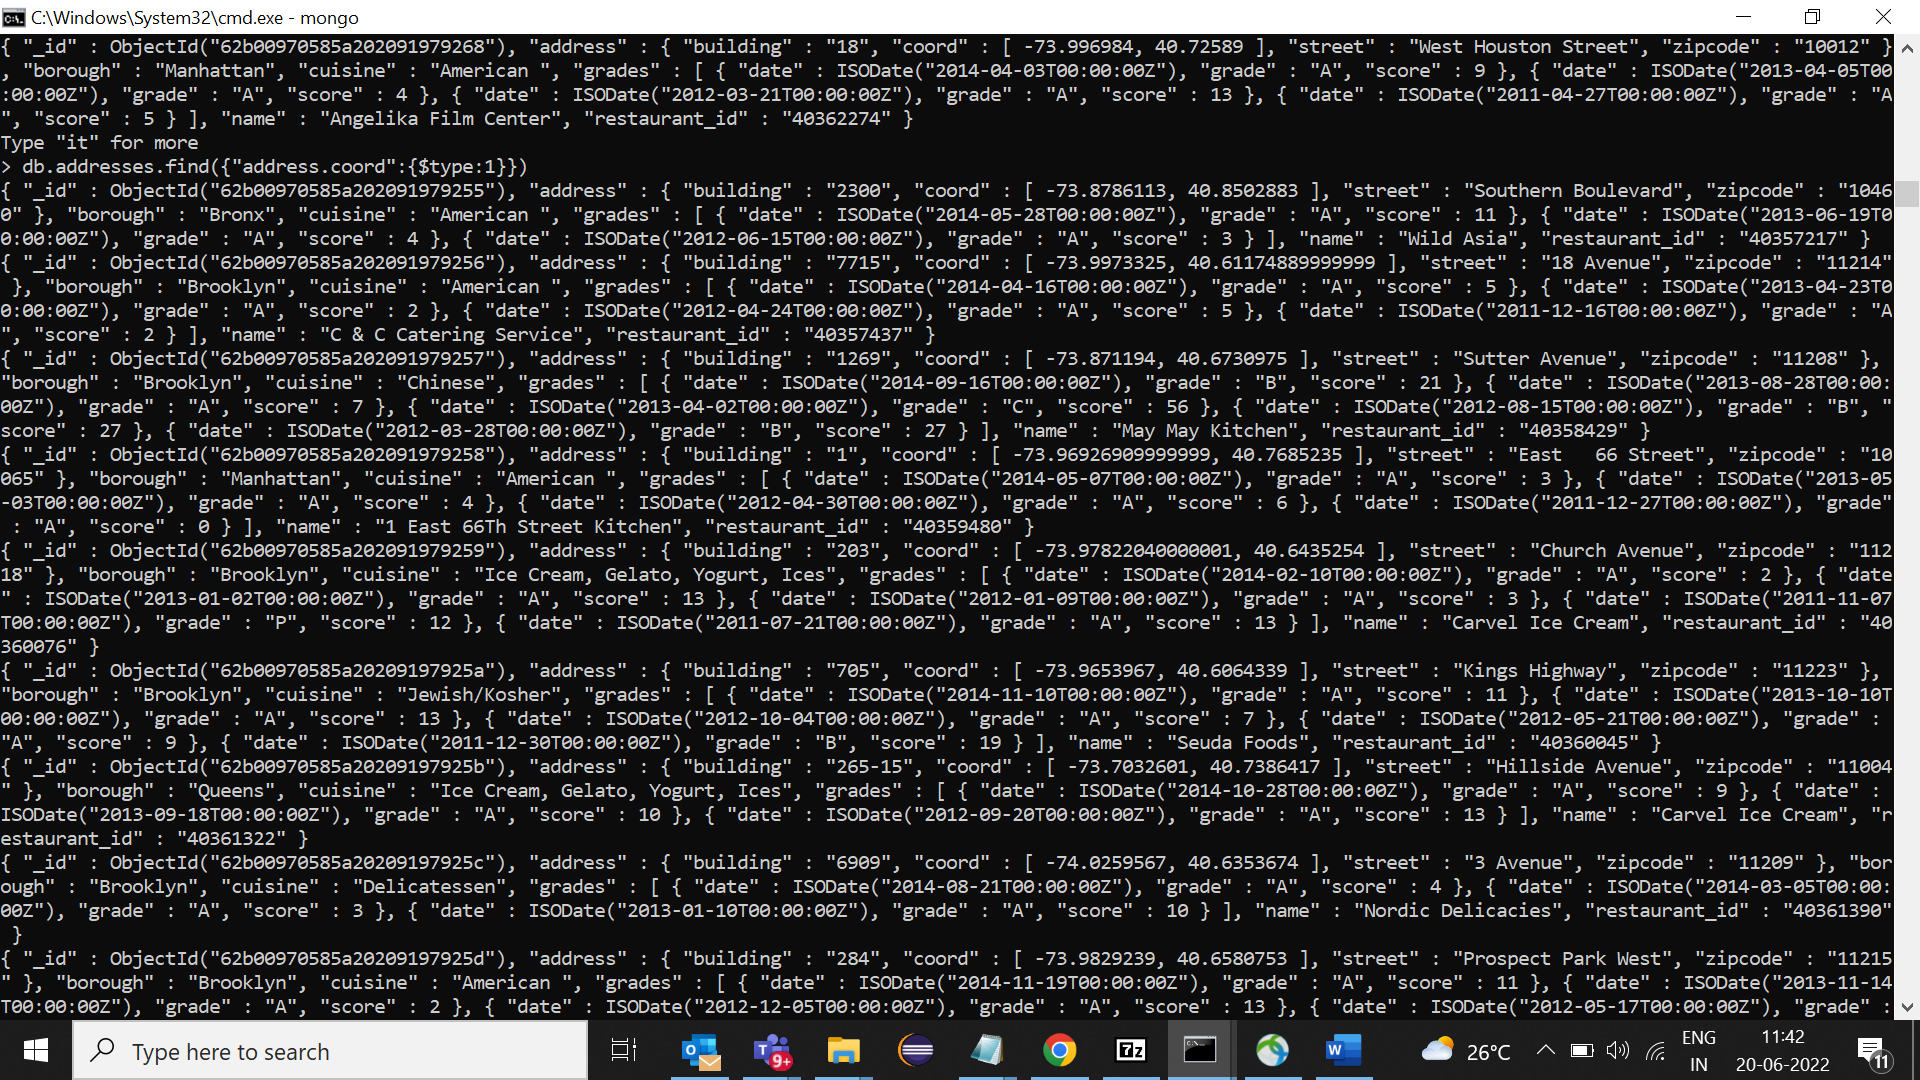 C:\Windows\System32\cmd.exe - mongo
{ "_id" : ObjectId("62b00970585a202091979268"), "address" : { "building" : "18", "coord" : [ -73.996984, 40.72589 ], "street" : "West Houston Street", "zipcode" : "10012" }
, "borough" : "Manhattan", "cuisine" : "American ", "grades" : [ { "date" : ISODate("2014-04-03T00:00:00Z"), "grade" : "A", "score" : 9 }, { "date" : ISODate("2013-04-05T00
:00:00Z"), "grade" : "A", "score" : 4 }, { "date" : ISODate("2012-03-21T00:00:00Z"), "grade" : "A", "score" : 13 }, { "date" : ISODate("2011-04-27T00:00:00Z"), "grade" : "A
", "score" : 5 } ], "name" : "Angelika Film Center", "restaurant_id" : "40362274" }
Type "it" for more
> db.addresses.find({"address.coord":{$type:1}})
{ "_id" : ObjectId("62b00970585a202091979255"), "address" : { "building" : "2300", "coord" : [ -73.8786113, 40.8502883 ], "street" : "Southern Boulevard", "zipcode" : "1046
0" }, "borough" : "Bronx", "cuisine" : "American ", "grades" : [ { "date" : ISODate("2014-05-28T00:00:00Z"), "grade" : "A", "score" : 11 }, { "date" : ISODate("2013-06-19T0
0:00:00Z"), "grade" : "A", "score" : 4 }, { "date" : ISODate("2012-06-15T00:00:00Z"), "grade" : "A", "score" : 3 } ], "name" : "Wild Asia", "restaurant_id" : "40357217" }
{ "_id" : ObjectId("62b00970585a202091979256"), "address" : { "building" : "7715", "coord" : [ -73.9973325, 40.61174889999999 ], "street" : "18 Avenue", "zipcode" : "11214"
 }, "borough" : "Brooklyn", "cuisine" : "American ", "grades" : [ { "date" : ISODate("2014-04-16T00:00:00Z"), "grade" : "A", "score" : 5 }, { "date" : ISODate("2013-04-23T0
0:00:00Z"), "grade" : "A", "score" : 2 }, { "date" : ISODate("2012-04-24T00:00:00Z"), "grade" : "A", "score" : 5 }, { "date" : ISODate("2011-12-16T00:00:00Z"), "grade" : "A
", "score" : 2 } ], "name" : "C & C Catering Service", "restaurant_id" : "40357437" }
{ "_id" : ObjectId("62b00970585a202091979257"), "address" : { "building" : "1269", "coord" : [ -73.871194, 40.6730975 ], "street" : "Sutter Avenue", "zipcode" : "11208" },
"borough" : "Brooklyn", "cuisine" : "Chinese", "grades" : [ { "date" : ISODate("2014-09-16T00:00:00Z"), "grade" : "B", "score" : 21 }, { "date" : ISODate("2013-08-28T00:00:
00Z"), "grade" : "A", "score" : 7 }, { "date" : ISODate("2013-04-02T00:00:00Z"), "grade" : "C", "score" : 56 }, { "date" : ISODate("2012-08-15T00:00:00Z"), "grade" : "B", "
score" : 27 }, { "date" : ISODate("2012-03-28T00:00:00Z"), "grade" : "B", "score" : 27 } ], "name" : "May May Kitchen", "restaurant_id" : "40358429" }
{ "_id" : ObjectId("62b00970585a202091979258"), "address" : { "building" : "1", "coord" : [ -73.96926909999999, 40.7685235 ], "street" : "East   66 Street", "zipcode" : "10
065" }, "borough" : "Manhattan", "cuisine" : "American ", "grades" : [ { "date" : ISODate("2014-05-07T00:00:00Z"), "grade" : "A", "score" : 3 }, { "date" : ISODate("2013-05
-03T00:00:00Z"), "grade" : "A", "score" : 4 }, { "date" : ISODate("2012-04-30T00:00:00Z"), "grade" : "A", "score" : 6 }, { "date" : ISODate("2011-12-27T00:00:00Z"), "grade"
 : "A", "score" : 0 } ], "name" : "1 East 66Th Street Kitchen", "restaurant_id" : "40359480" }
{ "_id" : ObjectId("62b00970585a202091979259"), "address" : { "building" : "203", "coord" : [ -73.97822040000001, 40.6435254 ], "street" : "Church Avenue", "zipcode" : "112
18" }, "borough" : "Brooklyn", "cuisine" : "Ice Cream, Gelato, Yogurt, Ices", "grades" : [ { "date" : ISODate("2014-02-10T00:00:00Z"), "grade" : "A", "score" : 2 }, { "date
" : ISODate("2013-01-02T00:00:00Z"), "grade" : "A", "score" : 13 }, { "date" : ISODate("2012-01-09T00:00:00Z"), "grade" : "A", "score" : 3 }, { "date" : ISODate("2011-11-07
T00:00:00Z"), "grade" : "P", "score" : 12 }, { "date" : ISODate("2011-07-21T00:00:00Z"), "grade" : "A", "score" : 13 } ], "name" : "Carvel Ice Cream", "restaurant_id" : "40
360076" }
{ "_id" : ObjectId("62b00970585a20209197925a"), "address" : { "building" : "705", "coord" : [ -73.9653967, 40.6064339 ], "street" : "Kings Highway", "zipcode" : "11223" },
"borough" : "Brooklyn", "cuisine" : "Jewish/Kosher", "grades" : [ { "date" : ISODate("2014-11-10T00:00:00Z"), "grade" : "A", "score" : 11 }, { "date" : ISODate("2013-10-10T
00:00:00Z"), "grade" : "A", "score" : 13 }, { "date" : ISODate("2012-10-04T00:00:00Z"), "grade" : "A", "score" : 7 }, { "date" : ISODate("2012-05-21T00:00:00Z"), "grade" :
"A", "score" : 9 }, { "date" : ISODate("2011-12-30T00:00:00Z"), "grade" : "B", "score" : 19 } ], "name" : "Seuda Foods", "restaurant_id" : "40360045" }
{ "_id" : ObjectId("62b00970585a20209197925b"), "address" : { "building" : "265-15", "coord" : [ -73.7032601, 40.7386417 ], "street" : "Hillside Avenue", "zipcode" : "11004
" }, "borough" : "Queens", "cuisine" : "Ice Cream, Gelato, Yogurt, Ices", "grades" : [ { "date" : ISODate("2014-10-28T00:00:00Z"), "grade" : "A", "score" : 9 }, { "date" :
ISODate("2013-09-18T00:00:00Z"), "grade" : "A", "score" : 10 }, { "date" : ISODate("2012-09-20T00:00:00Z"), "grade" : "A", "score" : 13 } ], "name" : "Carvel Ice Cream", "r
estaurant_id" : "40361322" }
{ "_id" : ObjectId("62b00970585a20209197925c"), "address" : { "building" : "6909", "coord" : [ -74.0259567, 40.6353674 ], "street" : "3 Avenue", "zipcode" : "11209" }, "bor
ough" : "Brooklyn", "cuisine" : "Delicatessen", "grades" : [ { "date" : ISODate("2014-08-21T00:00:00Z"), "grade" : "A", "score" : 4 }, { "date" : ISODate("2014-03-05T00:00:
00Z"), "grade" : "A", "score" : 3 }, { "date" : ISODate("2013-01-10T00:00:00Z"), "grade" : "A", "score" : 10 } ], "name" : "Nordic Delicacies", "restaurant_id" : "40361390"
 }
{ "_id" : ObjectId("62b00970585a20209197925d"), "address" : { "building" : "284", "coord" : [ -73.9829239, 40.6580753 ], "street" : "Prospect Park West", "zipcode" : "11215
" }, "borough" : "Brooklyn", "cuisine" : "American ", "grades" : [ { "date" : ISODate("2014-11-19T00:00:00Z"), "grade" : "A", "score" : 11 }, { "date" : ISODate("2013-11-14
T00:00:00Z"), "grade" : "A", "score" : 2 }, { "date" : ISODate("2012-12-05T00:00:00Z"), "grade" : "A", "score" : 13 }, { "date" : ISODate("2012-05-17T00:00:00Z"), "grade" :
Type here to search
9+
7z
W
26°C
ENG
IN
11:42
20-06-2022
11